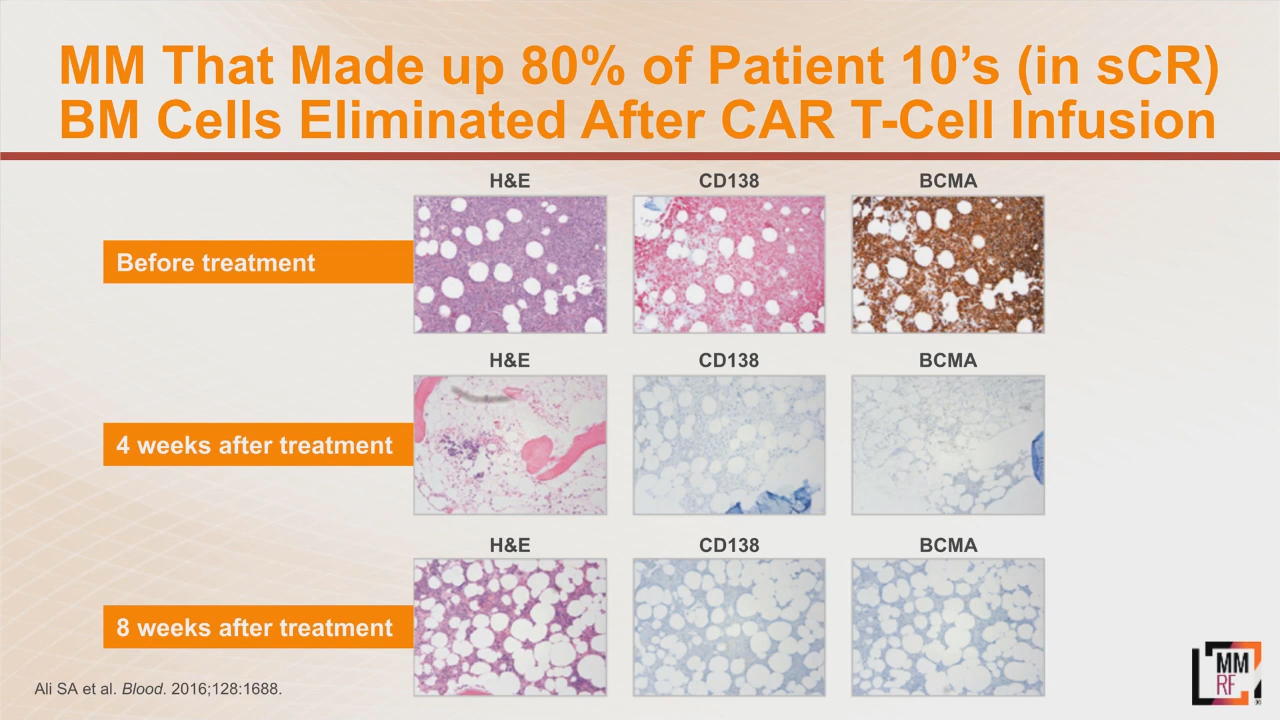 MM That Made up 80% of Patient 10’s (in sCR)
BM Cells Eliminated After CAR T-Cell Infusion
H&E CD138 BCMA
Before treatment
H&E CD138 BCMA
4 weeks after treatment
H&E CD138 BCMA
8 weeks after treatment
Ali SA et al. Blood. 2016;128:1688.
MM
RF